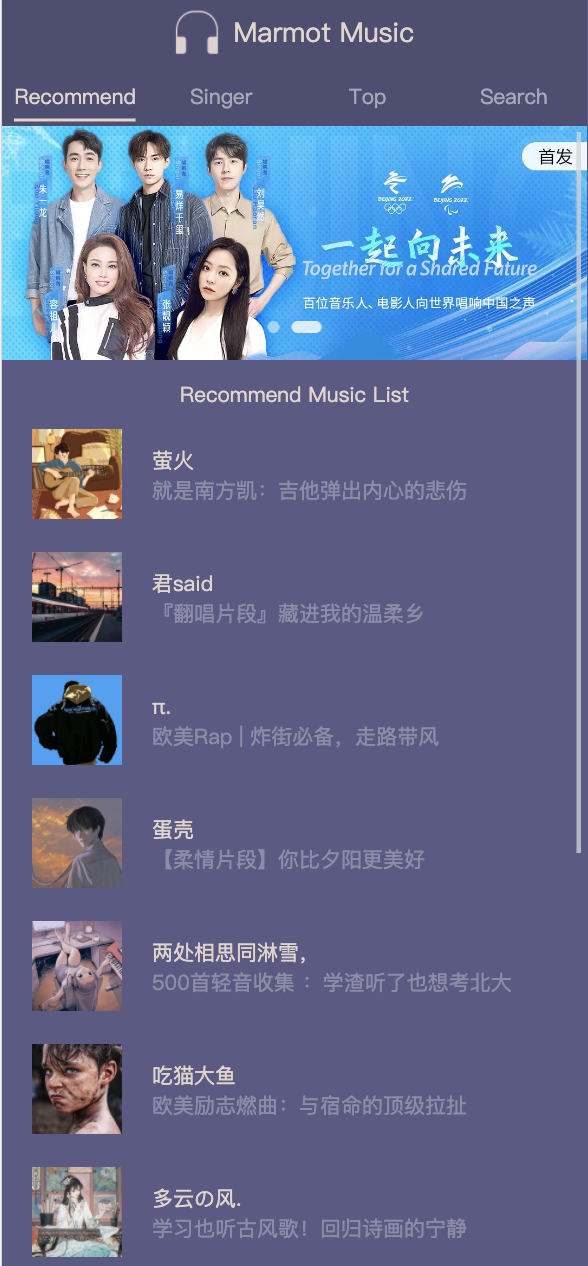 Marmot Music
Recommend
Singer
Top
Search
首发
朱一龙
易烊千玺
刘昊然
容祖儿
张靓颖
BEIJING 2022
BEIJING 2022
一起向未来
Together for a Shared Future
百位音乐人、电影人向世界唱响中国之声
Recommend Music List
萤火
就是南方凯：吉他弹出内心的悲伤
君said
『翻唱片段』藏进我的温柔乡
π.
欧美Rap | 炸街必备，走路带风
蛋壳
【柔情片段】你比夕阳更美好
两处相思同淋雪,
500首轻音收集 ：学渣听了也想考北大
吃猫大鱼
欧美励志燃曲：与宿命的顶级拉扯
多云の风.
学习也听古风歌！回归诗画的宁静